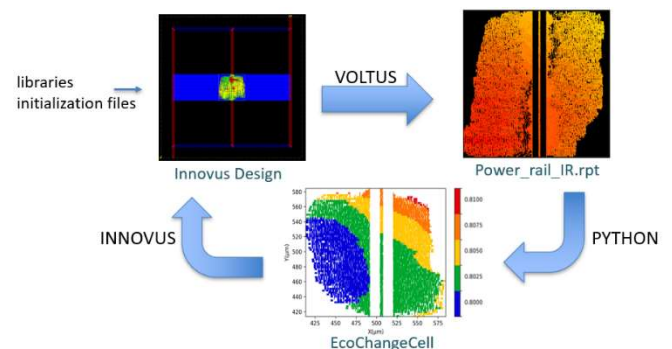 libraries
initialization files
VOLTUS
Innovus Design
Power_rail_IR.rpt
INNOVUS
PYTHON
Y(μm)
580
560
540
520
500
480
460
440
420
425
450
475
500
525
550
575
X(μm)
0.8100
0.8075
0.8050
0.8025
0.8000
EcoChangeCell